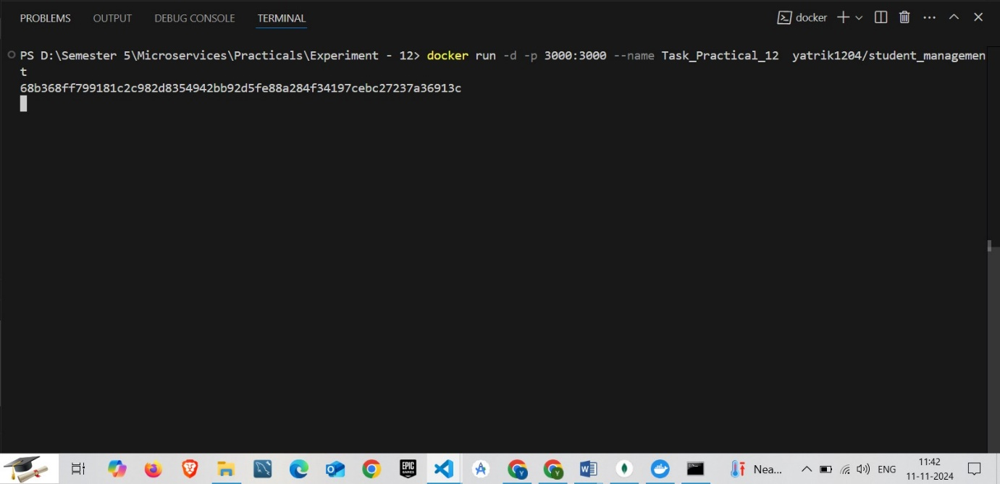 PROBLEMS OUTPUT DEBUG CONSOLE TERMINAL docker
PS D:\Semester 5\Microservices\Practicals\Experiment - 12> docker run -d -p 3000:3000 --name Task_Practical_12  yatrik1204/student_managemen
t
68b368ff799181c2c982d8354942bb92d5fe88a284f34197cebc27237a36913c
EPIC GAMES
Nea...
ENG
11:42
11-11-2024